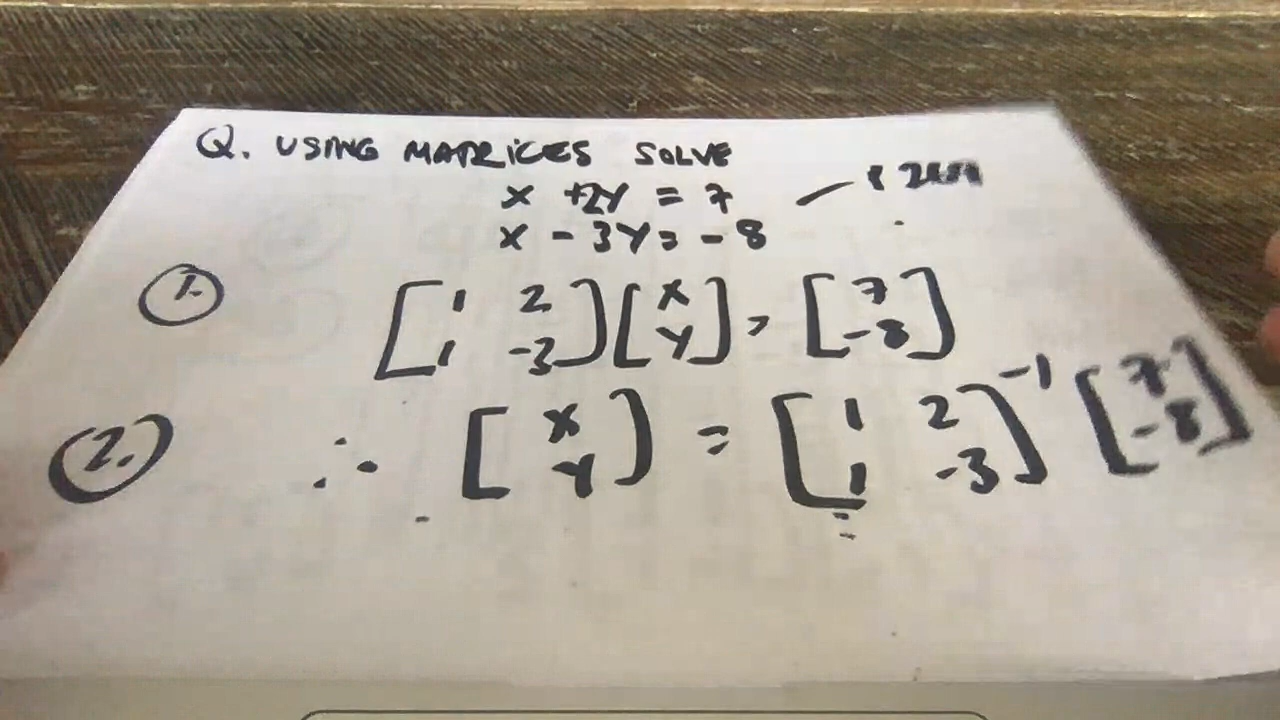 Q. USING MATRICES SOLVE
x + 2y = 7
x - 3y = -8
1. [1 2 1 -3] [x y] = [7 -8]
2. ∴ [x y] = [1 2 1 -3]⁻¹ [7 -8]